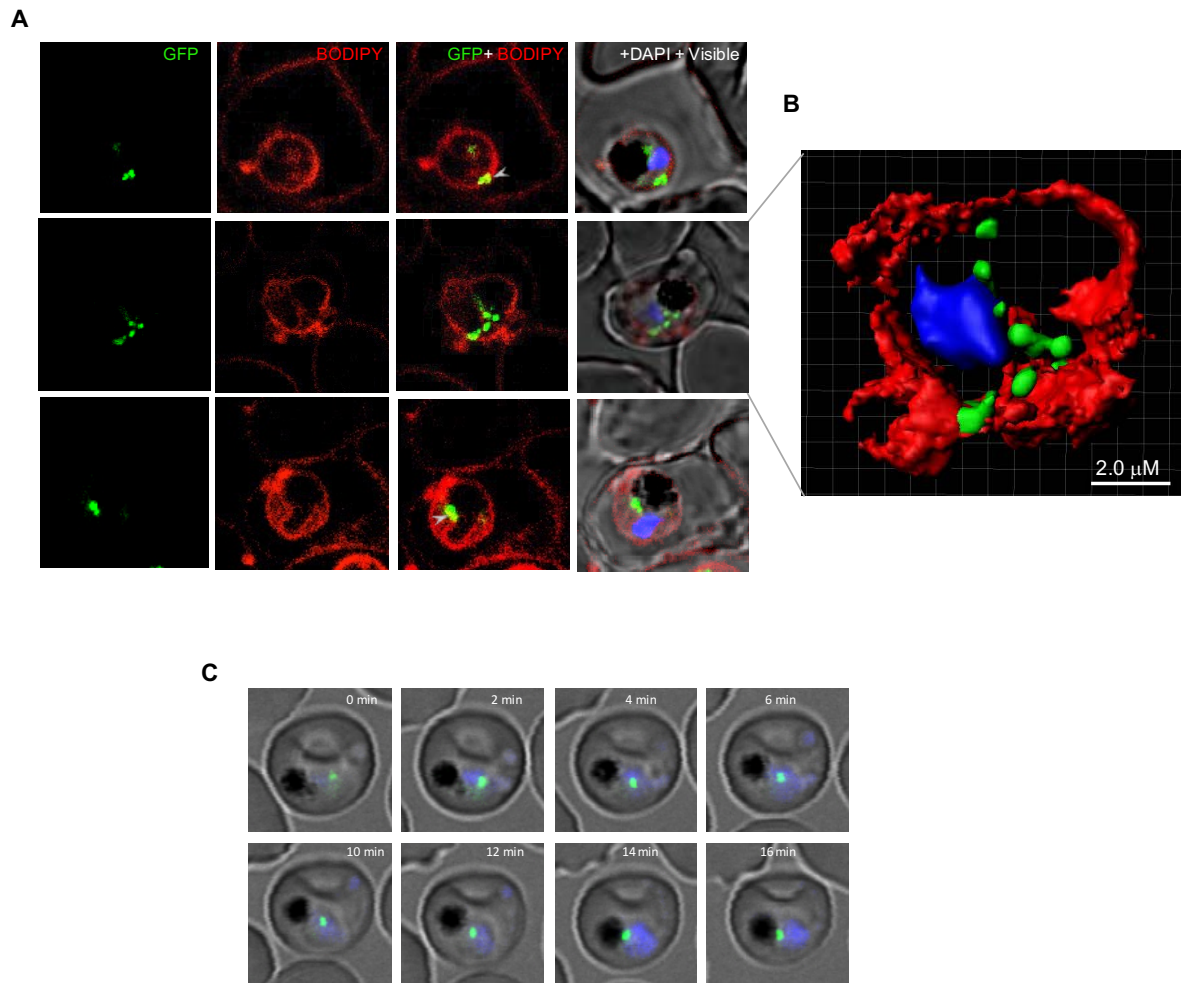 A
GFP
BODIPY
GFP+ BODIPY
+DAPI + Visible
B
2.0 μM
C
0 min
2 min
4 min
6 min
10 min
12 min
14 min
16 min